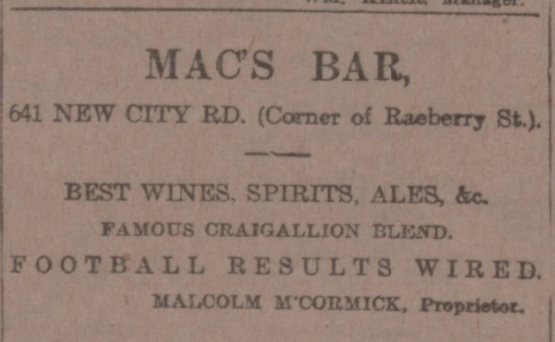 Manager.
MAC'S BAR,
641 NEW CITY RD. (Corner of Raeberry St.).
BEST WINES, SPIRITS, ALES, &c.
FAMOUS CRAIGALLION BLEND.
FOOTBALL RESULTS WIRED.
MALCOLM M'CORMICK, Proprietor.